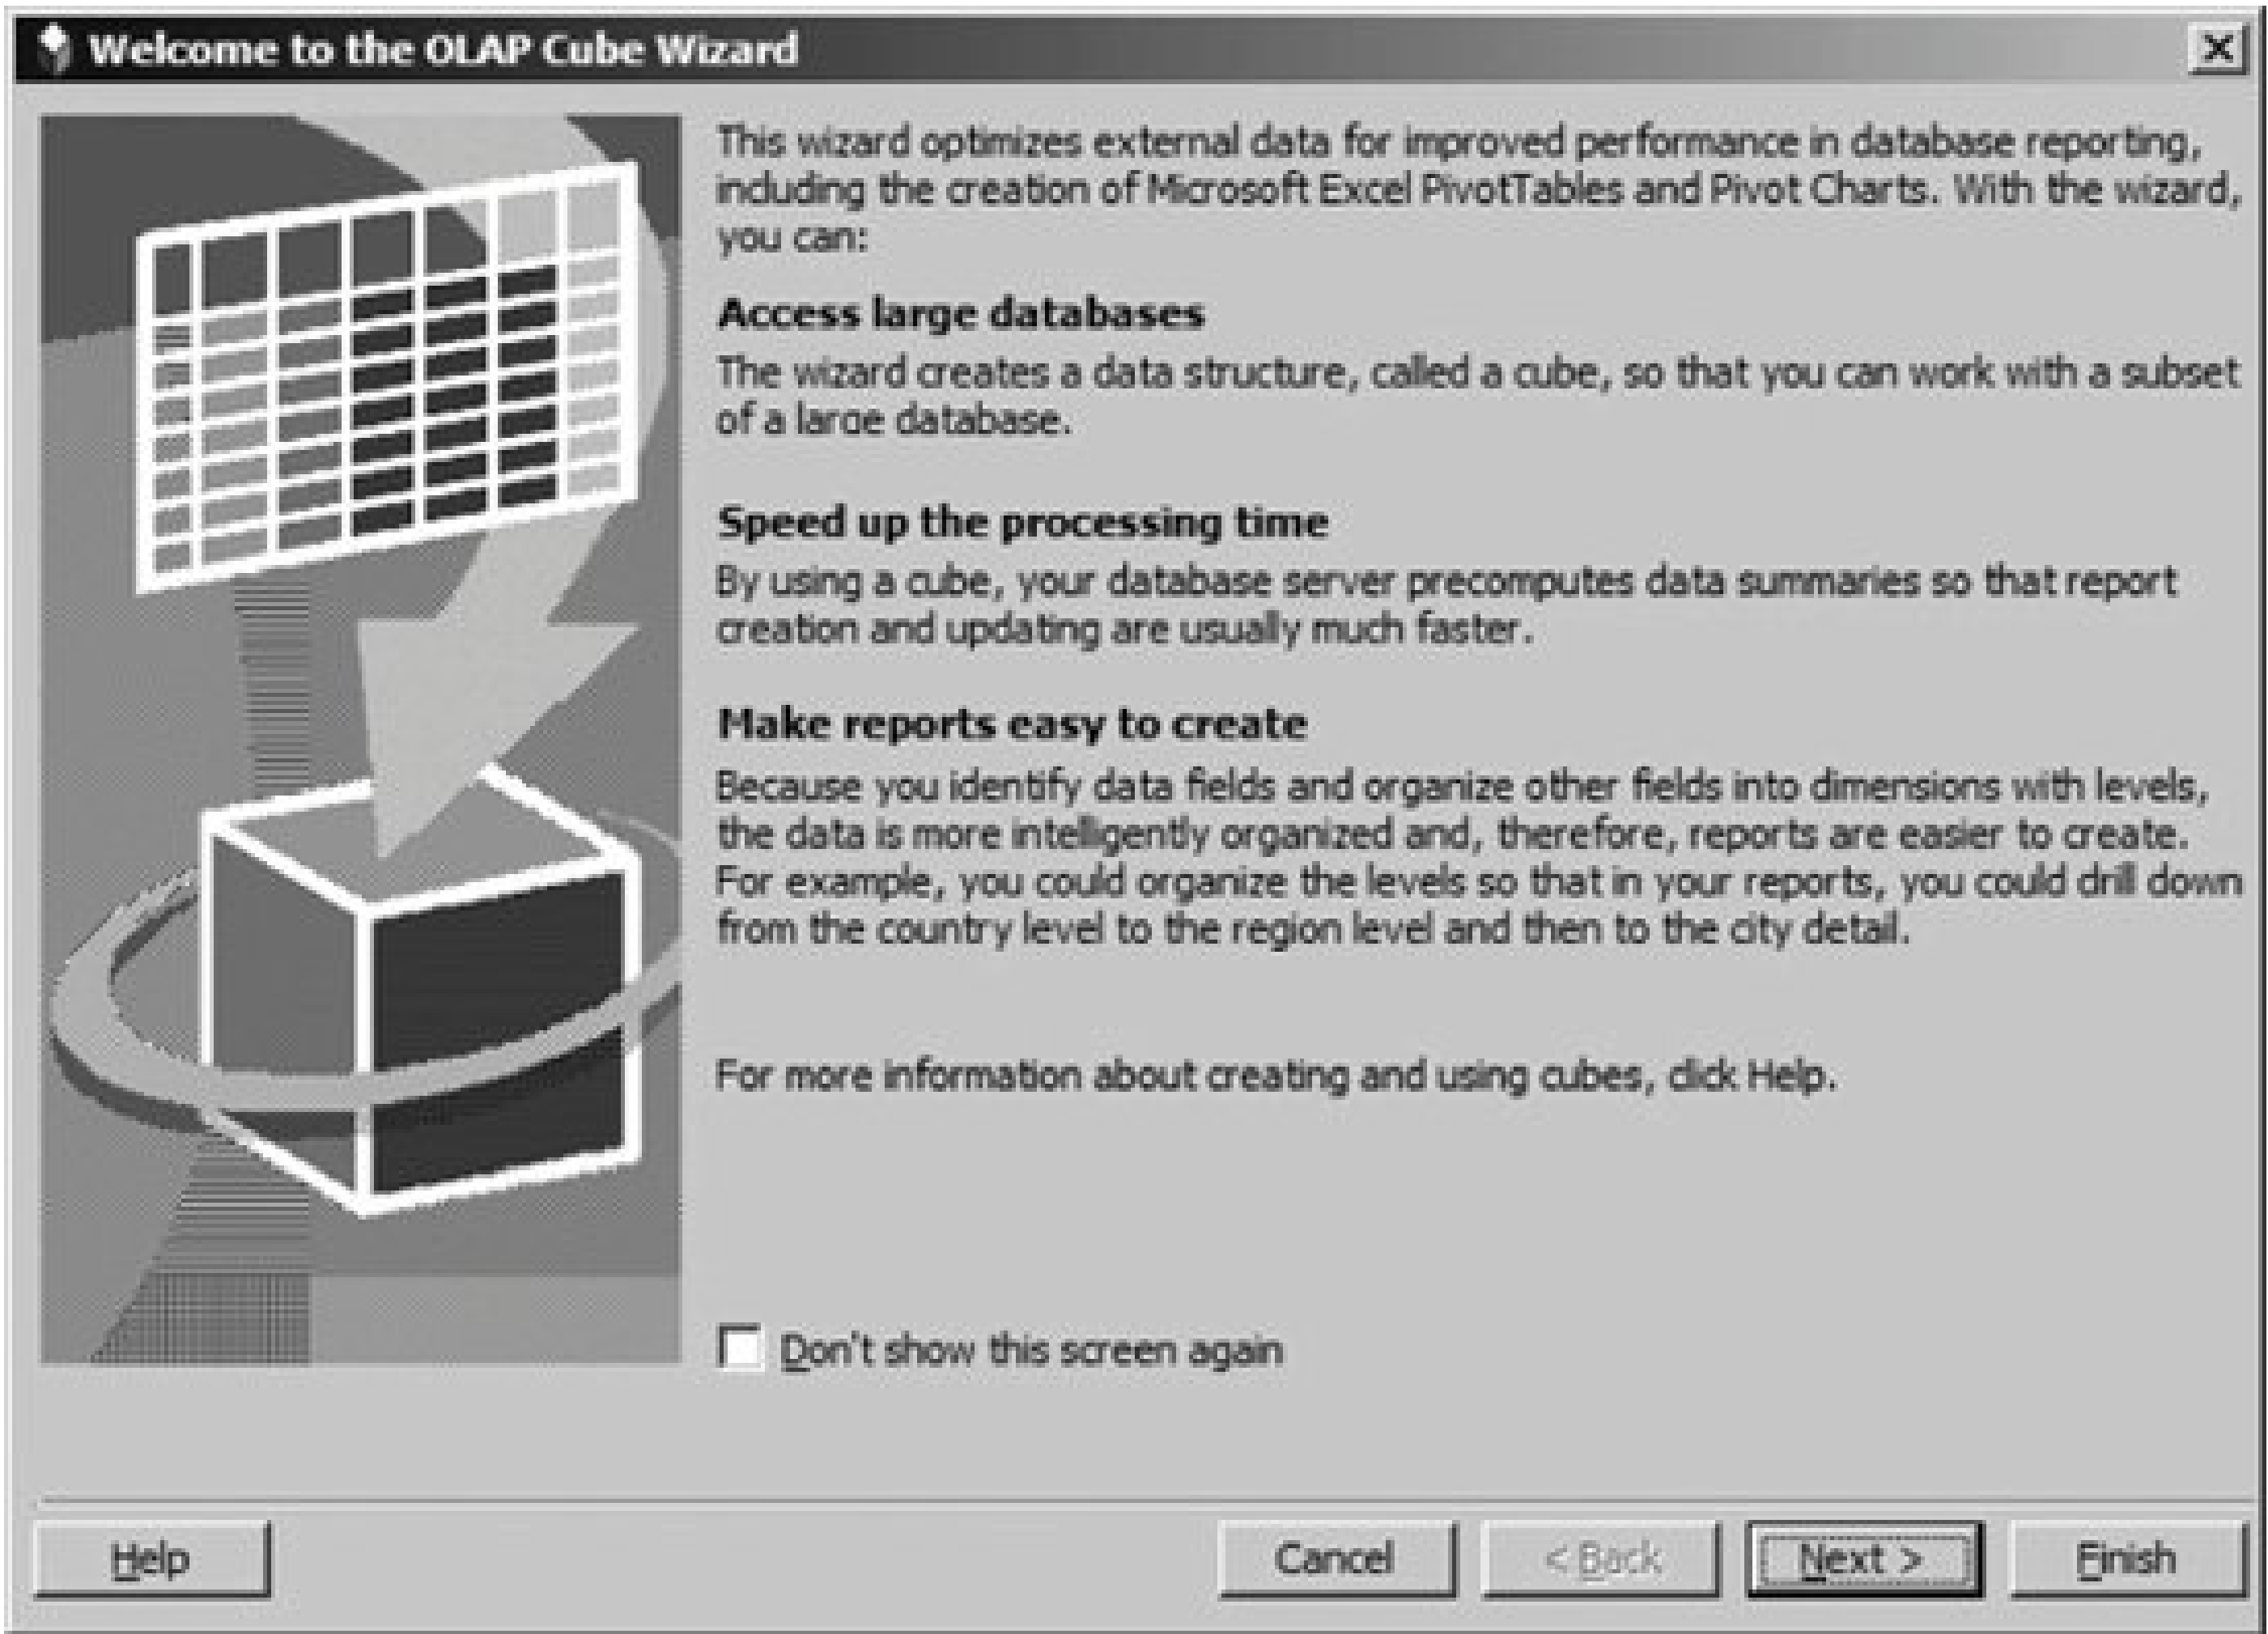 Welcome to the OLAP Cube Wizard
This wizard optimizes external data for improved performance in database reporting,
including the creation of Microsoft Excel PivotTables and Pivot Charts. With the wizard,
you can:
Access large databases
The wizard creates a data structure, called a cube, so that you can work with a subset
of a large database.
Speed up the processing time
By using a cube, your database server precomputes data summaries so that report
creation and updating are usually much faster.
Make reports easy to create
Because you identify data fields and organize other fields into dimensions with levels,
the data is more intelligently organized and, therefore, reports are easier to create.
For example, you could organize the levels so that in your reports, you could drill down
from the country level to the region level and then to the city detail.
For more information about creating and using cubes, click Help.
Don't show this screen again
Help Cancel < Back Next > Finish